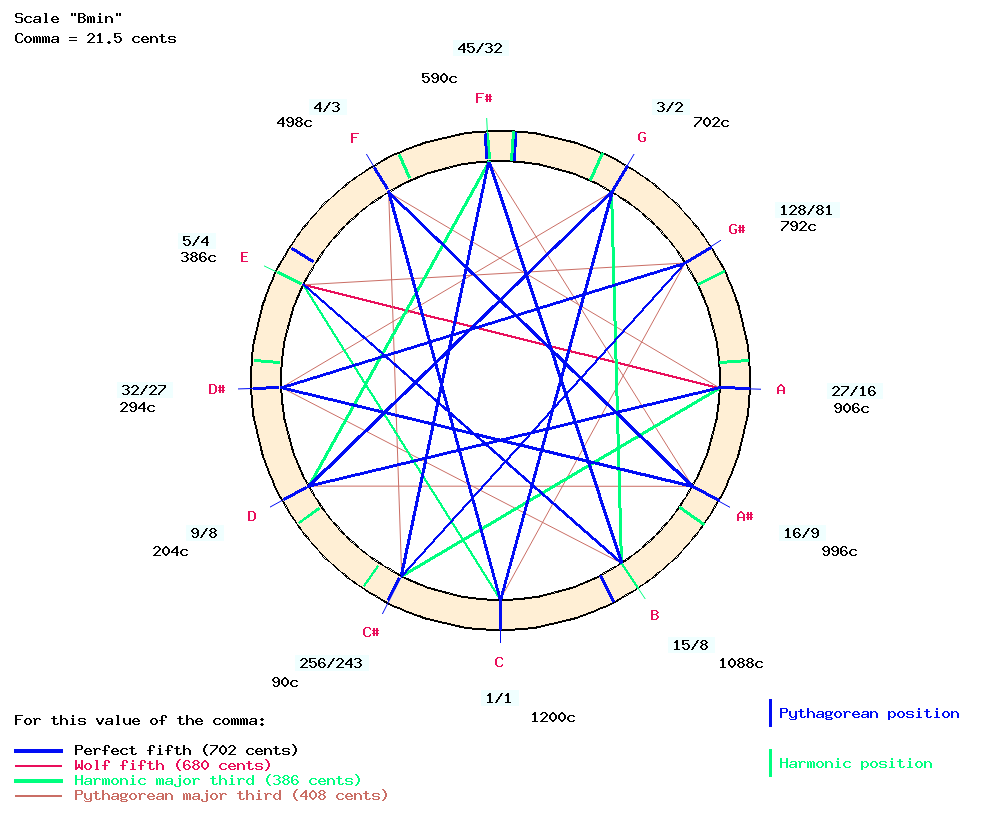 Scale "Bmin"
Comma = 21.5 cents
45/32
590c
F#
4/3
498c
F
3/2
702c
G
128/81
792c
G#
5/4
386c
E
32/27
294c
D#
A
27/16
906c
9/8
204c
D
A#
16/9
996c
C#
256/243
90c
C
1/1
1200c
B
15/8
1088c
For this value of the comma:
Perfect fifth (702 cents)
Wolf fifth (680 cents)
Harmonic major third (386 cents)
Pythagorean major third (408 cents)
Pythagorean position
Harmonic position